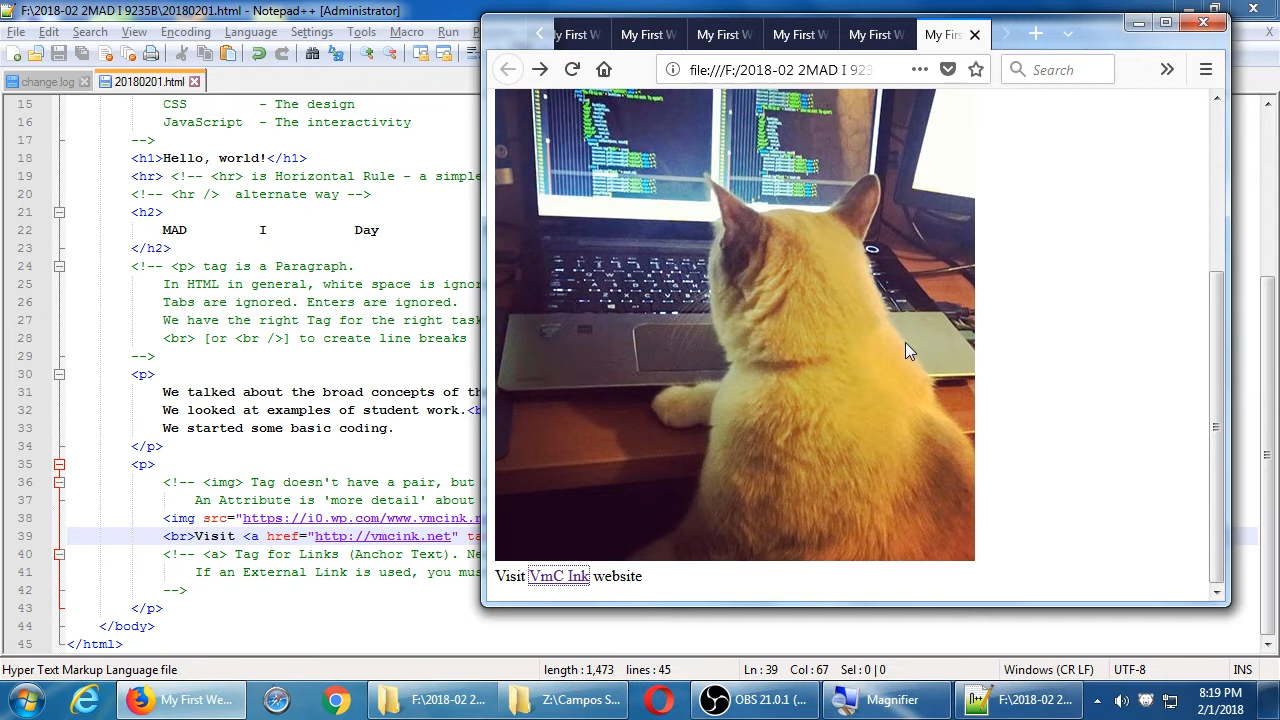 F:\2018-02 2MAD I 9235B\20180201.html - Notepad++ [Administrator]
File Edit Search View Encoding Language Settings Tools Macro Run
change.log 20180201.html
15 CSS - The design
16 JavaScript - The interactivity
17 -->
18 <h1>Hello, world!</h1>
19 <hr> <!-- <hr> is Horizontal Rule - a simple
20 <!-- <hr /> alternate way -->
21 <h2>
22 MAD I Day
23 </h2>
24 <!-- <p> tag is a Paragraph.
25 In HTML in general, white space is ignor
26 Tabs are ignored. Enters are ignored.
27 We have the right Tag for the right task
28 <br> [or <br />] to create line breaks
29 -->
30 <p>
31 We talked about the broad concepts of th
32 We looked at examples of student work.<b
33 We started some basic coding.
34 </p>
35 <p>
36 <!-- <img> Tag doesn't have a pair, but
37 An Attribute is 'more detail' about
38 <img src="https://i0.wp.com/www.vmcink.n
39 <br>Visit <a href="http://vmcink.net" ta
40 <!-- <a> Tag for Links (Anchor Text). Ne
41 If an External Link is used, you mus
42 -->
43 </p>
44 </body>
45 </html>
y First W My First W My First W My First W My First W My Firs
file:///F:/2018-02 2MAD I 923
Search
Visit VmC Ink website
Hyper Text Markup Language file length : 1,473 lines : 45 Ln : 39 Col : 67 Sel : 0 | 0 Windows (CR LF) UTF-8 INS
My First We... F:\2018-02 2... Z:\Campos S... OBS 21.0.1 (... Magnifier F:\2018-02 2...
8:19 PM
2/1/2018